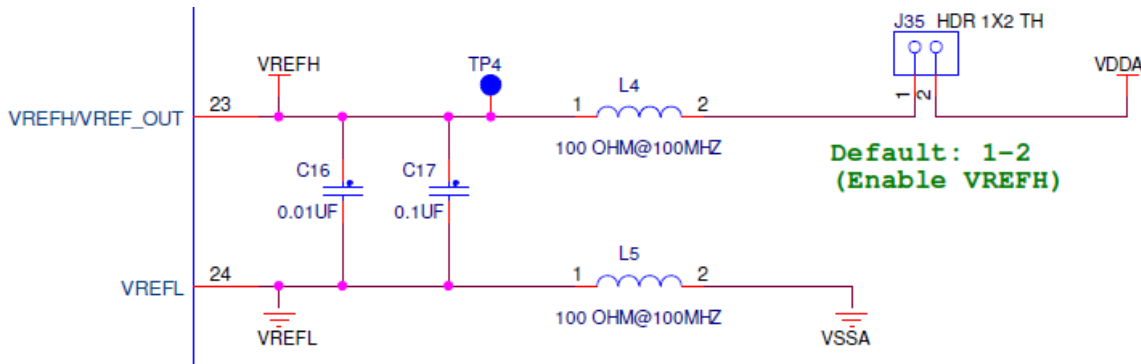 J35 HDR 1X2 TH
VREFH
TP4
L4
VDDA
VREFH/VREF_OUT
23
1
2
1
2
100 OHM@100MHZ
Default: 1-2
(Enable VREFH)
C16
0.01UF
C17
0.1UF
L5
VREFL
24
1
2
100 OHM@100MHZ
VREFL
VSSA